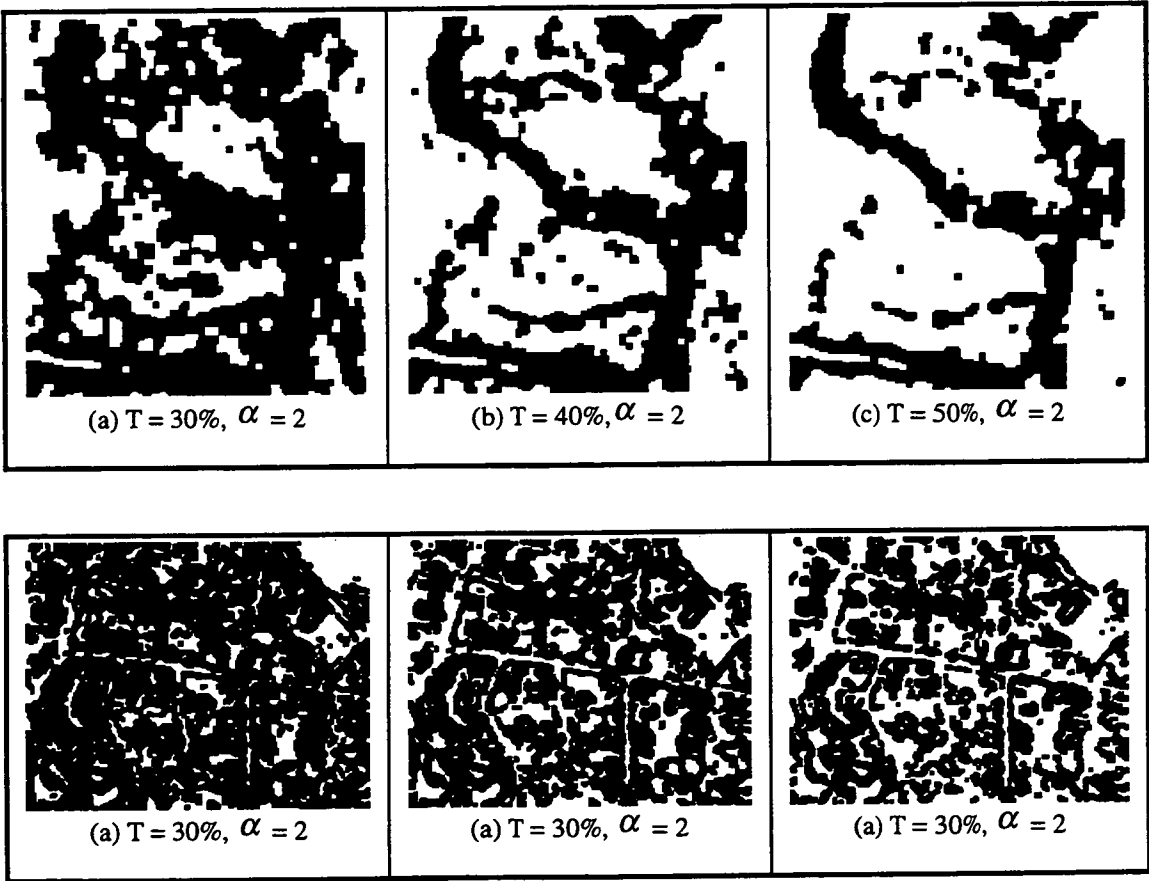 (a) T = 30%, α = 2
(b) T = 40%, α = 2
(c) T = 50%, α = 2
(a) T = 30%, α = 2
(a) T = 30%, α = 2
(a) T = 30%, α = 2